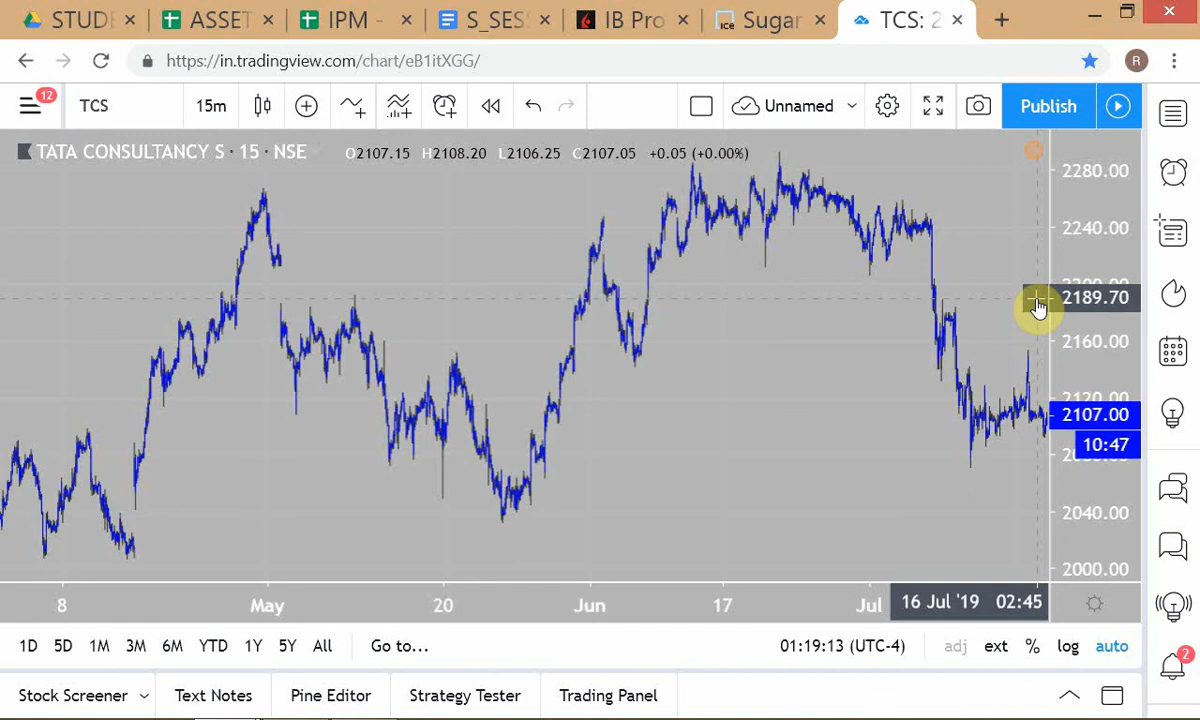 STUDE ASSET IPM - S_SES IB Pro Sugar TCS: 2
https://in.tradingview.com/chart/eB1itXGG/ R
12 TCS 15m Unnamed Publish
TATA CONSULTANCY S · 15 · NSE O2107.15 H2108.20 L2106.25 C2107.05 +0.05 (+0.00%)
2280.00
2240.00
2189.70
2160.00
2120.00
2107.00
10:47
2040.00
2000.00
8 May 20 Jun 17 Jul 16 Jul '19 02:45
1D 5D 1M 3M 6M YTD 1Y 5Y All Go to... 01:19:13 (UTC-4) adj ext % log auto
2
Stock Screener Text Notes Pine Editor Strategy Tester Trading Panel